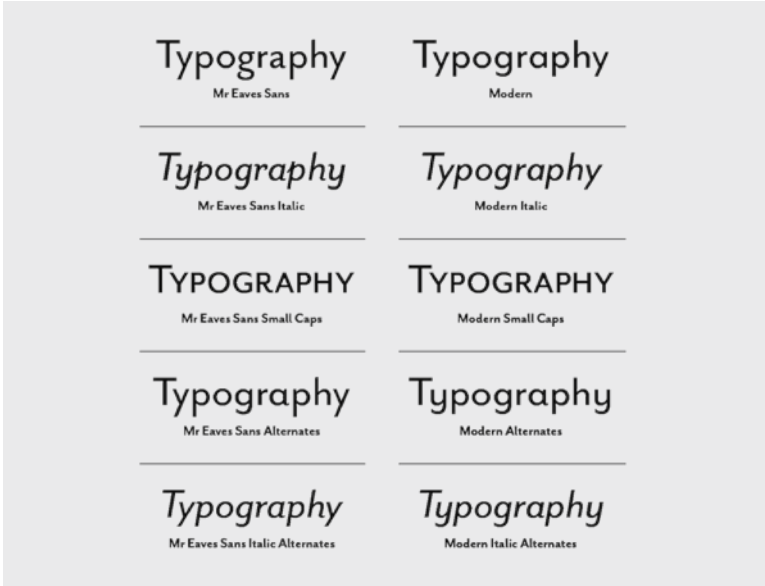 Typography
Mr Eaves Sans
Typography
Modern
Typography
Mr Eaves Sans Italic
Typography
Modern Italic
Typography
Mr Eaves Sans Small Caps
Typography
Modern Small Caps
Typography
Mr Eaves Sans Alternates
Typography
Modern Alternates
Typography
Mr Eaves Sans Italic Alternates
Typography
Modern Italic Alternates